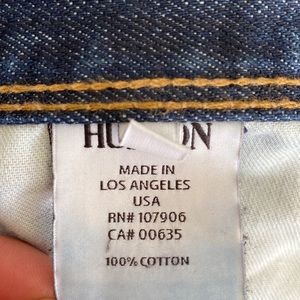 MADE IN
LOS ANGELES
USA
RN# 107906
CA# 00635
100% COTTON